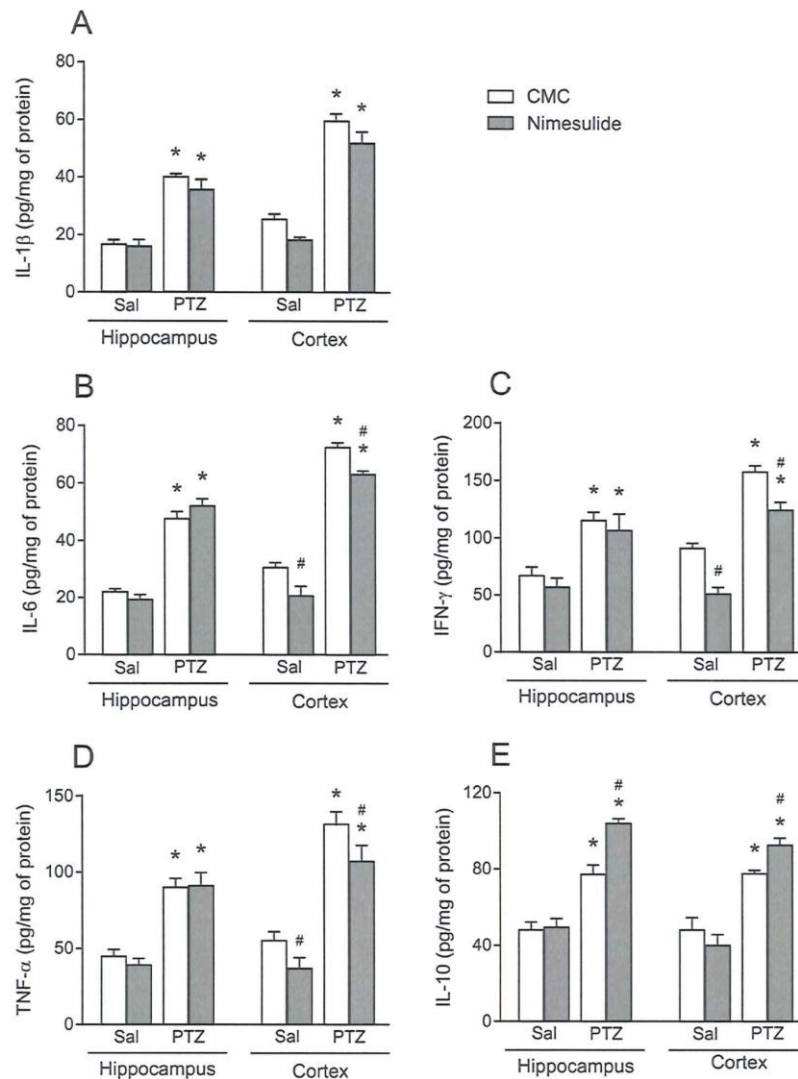 A
IL-1β (pg/mg of protein)
80
60
40
20
0
* * * *
Sal PTZ Sal PTZ
Hippocampus Cortex
CMC
Nimesulide
B
IL-6 (pg/mg of protein)
80
60
40
20
0
* * # * # *
Sal PTZ Sal PTZ
Hippocampus Cortex
C
IFN-γ (pg/mg of protein)
200
150
100
50
0
* * # * # *
Sal PTZ Sal PTZ
Hippocampus Cortex
D
TNF-α (pg/mg of protein)
150
100
50
0
* * # * # *
Sal PTZ Sal PTZ
Hippocampus Cortex
E
IL-10 (pg/mg of protein)
120
80
40
0
* # * * # *
Sal PTZ Sal PTZ
Hippocampus Cortex